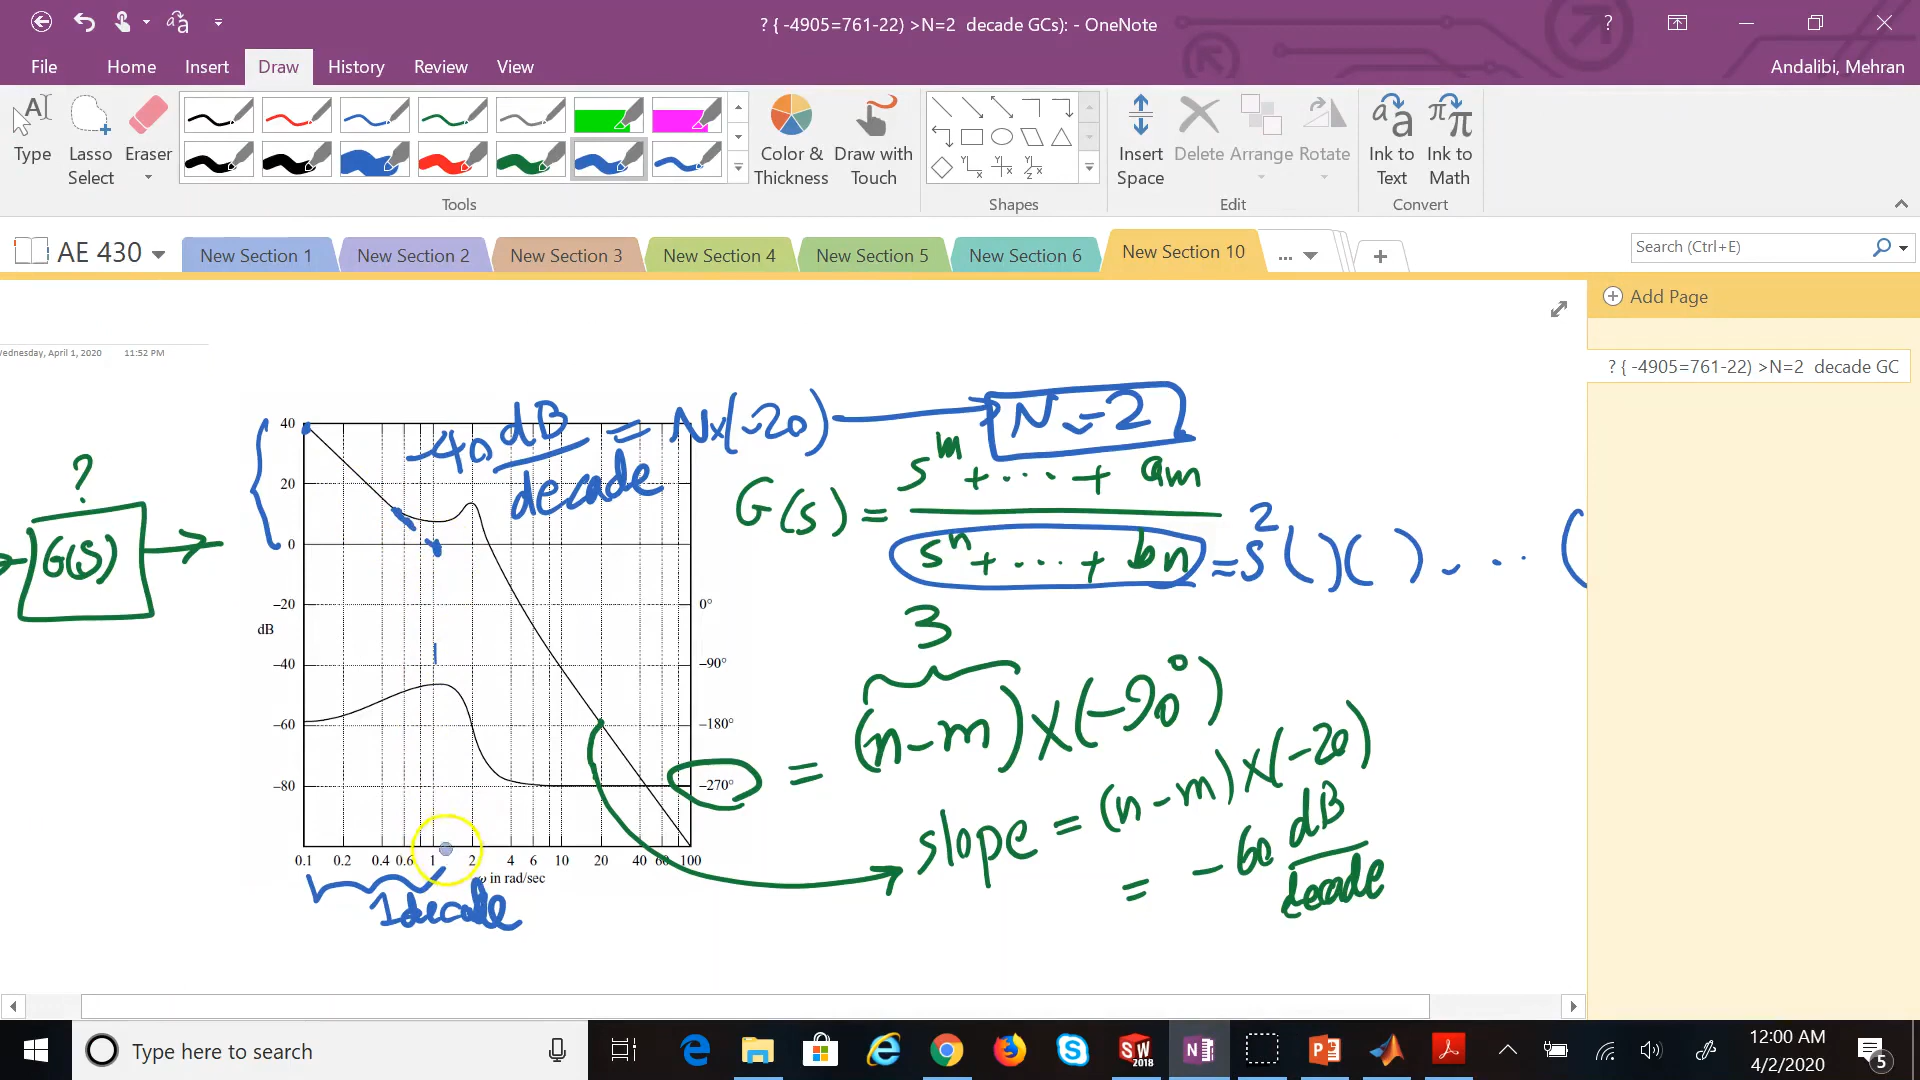 ? { -4905=761-22) >N=2 decade GCs): - OneNote
File Home Insert Draw History Review View
Andalibi, Mehran
Type
Lasso Select
Eraser
Color & Thickness
Draw with Touch
Insert Space
Delete
Arrange
Rotate
Ink to Text
Ink to Math
Tools
Shapes
Edit
Convert
AE 430
New Section 1
New Section 2
New Section 3
New Section 4
New Section 5
New Section 6
New Section 10
...
Search (Ctrl+E)
Add Page
? { -4905=761-22) >N=2 decade GC
ednesday, April 1, 2020 11:52 PM
?
G(S)
-40 dB/decade = N×(-20)
N=2
G(s) = (s^m + ... + am)/(s^n + ... + bn) = s^2 ( )( ) ... (
3
(n-m) × (-90°)
=
slope = (n-m)×(-20)
= -60 dB/decade
1 decade
40
20
0
-20
dB
-40
-60
-80
0°
-90°
-180°
-270°
0.1 0.2 0.4 0.6 1 2 4 6 10 20 40 60 100
ω in rad/sec
Type here to search
12:00 AM
4/2/2020
5